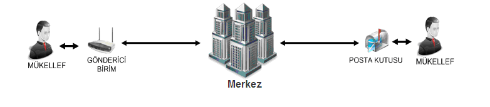 MÜKELLEF
GÖNDERİCİ
BİRİM
Merkez
POSTA KUTUSU
MÜKELLEF